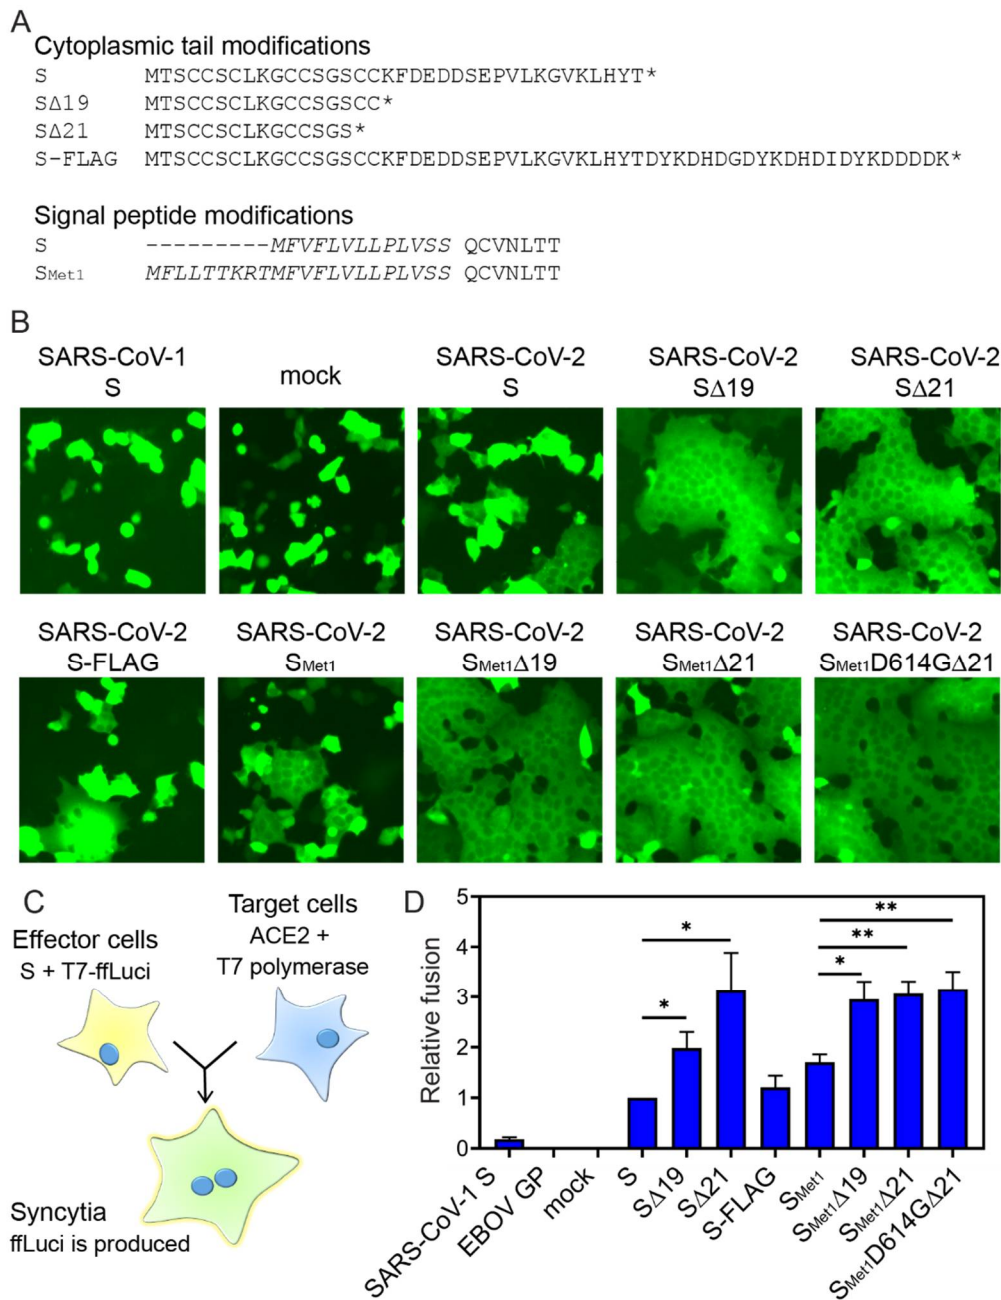 A
Cytoplasmic tail modifications
S MTSCCSCLKGCCSGSCCKFDEDDSEPVLKGVKLHYT*
SΔ19 MTSCCSCLKGCCSGSCC*
SΔ21 MTSCCSCLKGCCSGS*
S-FLAG MTSCCSCLKGCCSGSCCKFDEDDSEPVLKGVKLHYTDYKDHDGDYKDHDIDYKDDDDK*
Signal peptide modifications
S ---------MFVFLVLLPLVSS QCVNLTT
SMet1 MFLLTTKRTMFVFLVLLPLVSS QCVNLTT
B
SARS-CoV-1
S
mock
SARS-CoV-2
S
SARS-CoV-2
SΔ19
SARS-CoV-2
SΔ21
SARS-CoV-2
S-FLAG
SARS-CoV-2
SMet1
SARS-CoV-2
SMet1Δ19
SARS-CoV-2
SMet1Δ21
SARS-CoV-2
SMet1D614GΔ21
C
Effector cells
S + T7-ffLuci
Target cells
ACE2 +
T7 polymerase
Syncytia
ffLuci is produced
D
Relative fusion
5
4
3
2
1
0
*
*
*
**
**
SARS-CoV-1 S
EBOV GP
mock
S
SΔ19
SΔ21
S-FLAG
SMet1
SMet1Δ19
SMet1Δ21
SMet1D614GΔ21